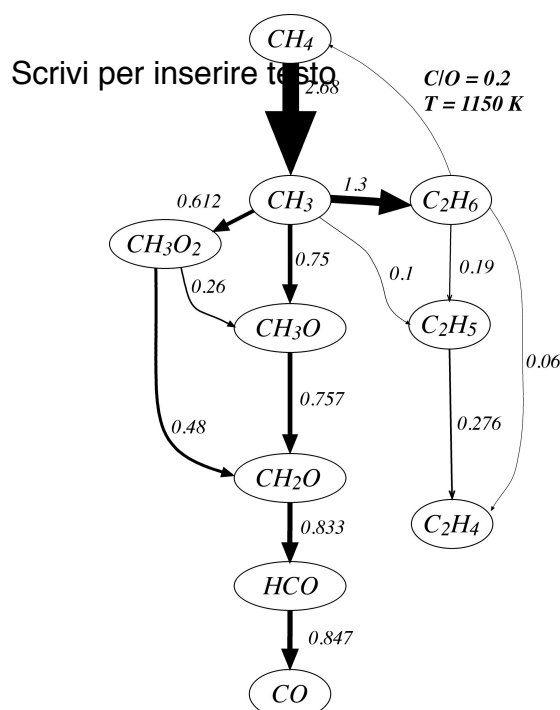 CH4
Scrivi per inserire testo
2.68
C/O = 0.2
T = 1150 K
CH3
1.3
C2H6
0.612
CH3O2
0.75
0.1
0.19
0.26
CH3O
C2H5
0.06
0.757
0.48
0.276
CH2O
C2H4
0.833
HCO
0.847
CO